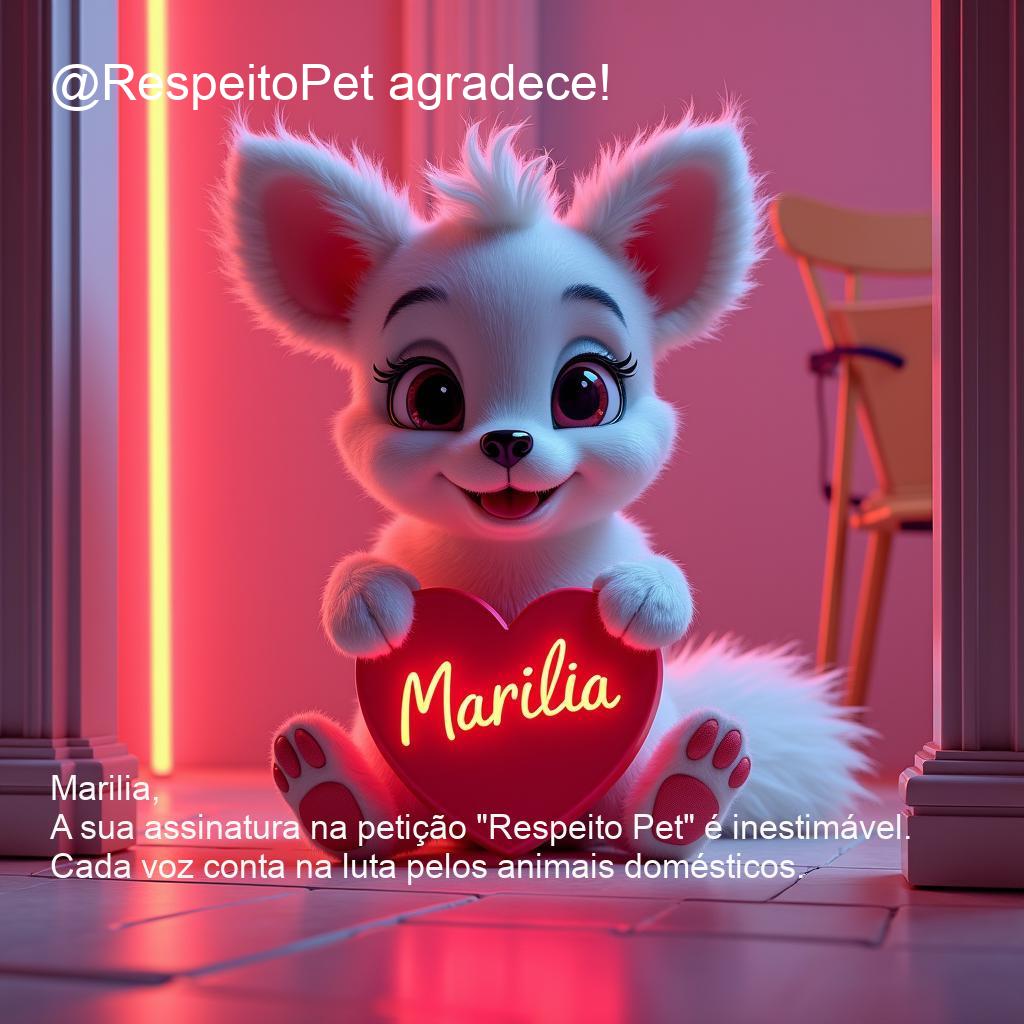 @RespeitoPet agradece!
Marilia
Marilia,
A sua assinatura na petição "Respeito Pet" é inestimável.
Cada voz conta na luta pelos animais domésticos.